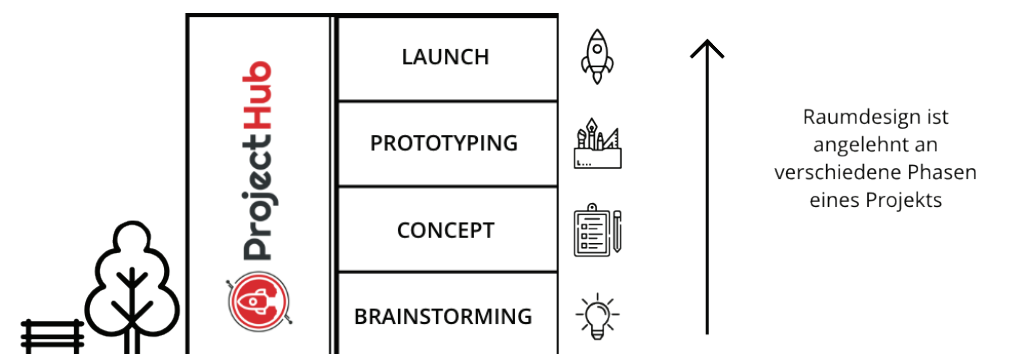 ProjectHub
LAUNCH
PROTOTYPING
CONCEPT
BRAINSTORMING
Raumdesign ist
angelehnt an
verschiedene Phasen
eines Projekts